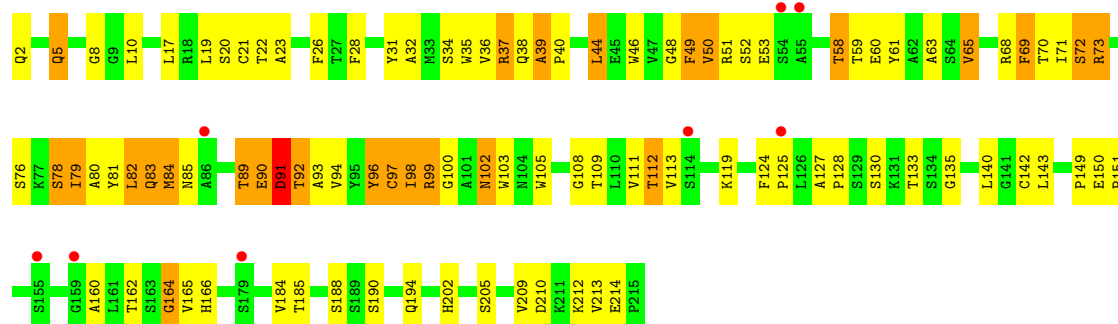 Q2 Q5 G8 G9 L10 L17 R18 L19 S20 C21 T22 A23 F26 T27 F28 Y31 A32 M33 S34 W35 V36 R37 Q38 A39 P40 L44 E45 W46 V47 G48 F49 V50 R51 S52 E53 S54 A55 T58 T59 E60 Y61 A62 A63 S64 V65 R68 F69 T70 I71 S72 R73
S76 K77 S78 I79 A80 Y81 L82 Q83 M84 N85 A86 T89 E90 D91 T92 A93 V94 Y95 Y96 C97 I98 R99 G100 A101 N102 W103 N104 W105 G108 T109 L110 V111 T112 V113 S114 K119 F124 P125 L126 A127 P128 S129 S130 K131 T133 S134 G135 L140 G141 C142 L143 P149 E150 P151
S155 G159 A160 L161 T162 S163 G164 V165 H166 S179 V184 T185 S188 S189 S190 Q194 H202 S205 V209 D210 K211 K212 V213 E214 P215